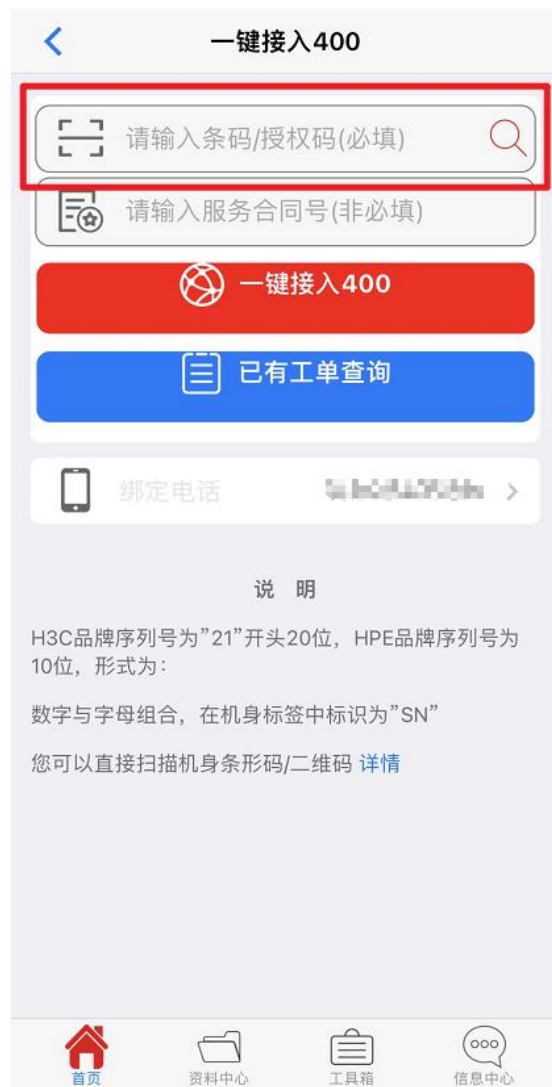 一键接入400
请输入条码/授权码(必填)
请输入服务合同号(非必填)
一键接入400
已有工单查询
绑定电话
说 明
H3C品牌序列号为”21”开头20位，HPE品牌序列号为
10位，形式为：
数字与字母组合，在机身标签中标识为”SN”
您可以直接扫描机身条形码/二维码 详情
首页 资料中心 工具箱 信息中心